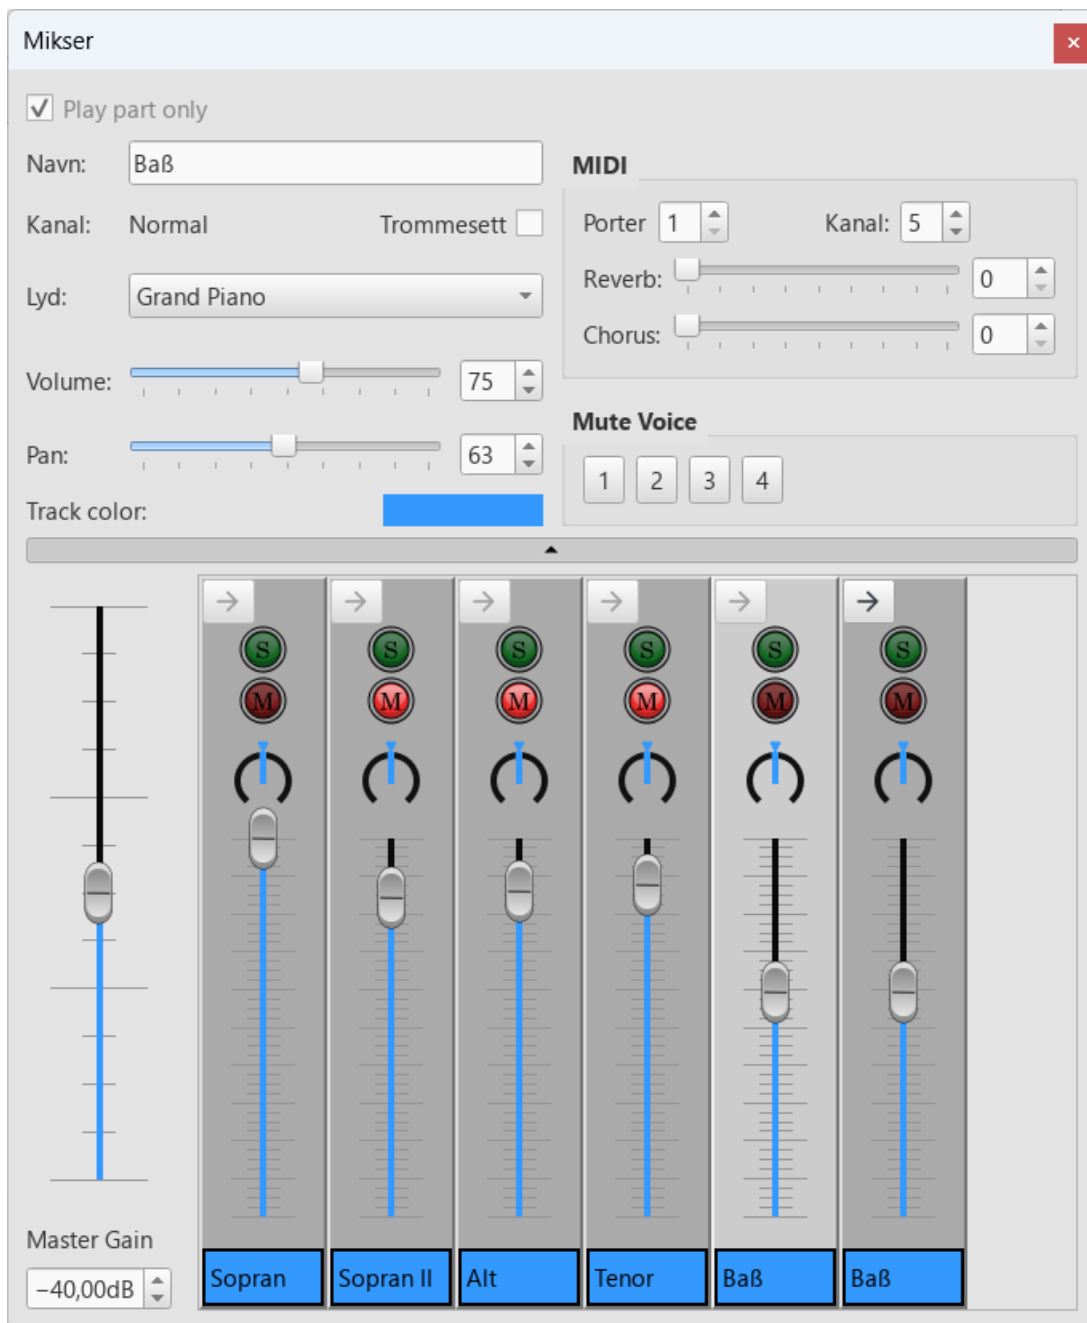 Mikser
Play part only
Navn: Baß
Kanal: Normal Trommesett
Lyd: Grand Piano
Volume: 75
Pan: 63
Track color:
MIDI
Porter 1 Kanal: 5
Reverb: 0
Chorus: 0
Mute Voice
1 2 3 4
S S S S S S
M M M M M M
Sopran Sopran II Alt Tenor Baß Baß
Master Gain
−40,00dB